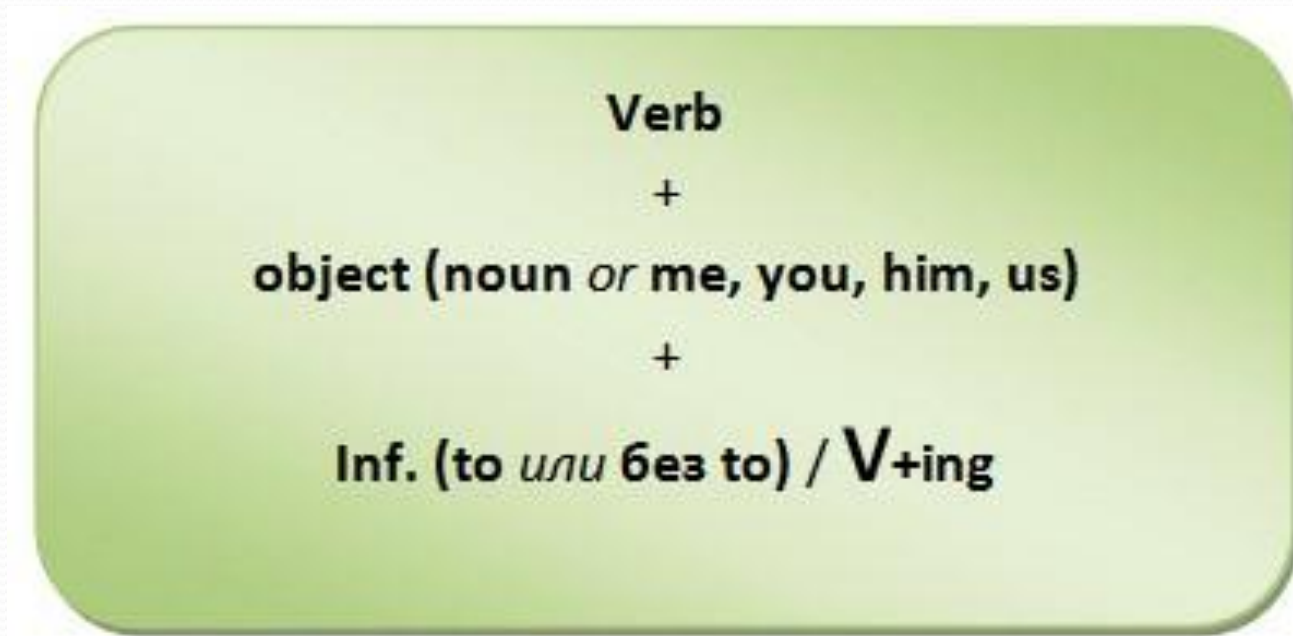 Verb
+
object (noun or me, you, him, us)
+
Inf. (to или без to) / V+ing